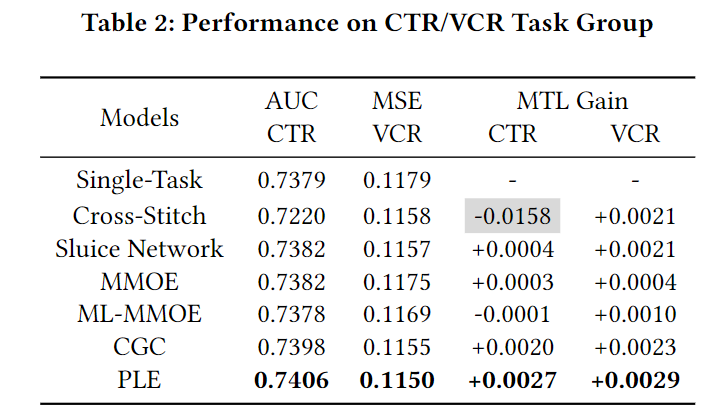 Table 2: Performance on CTR/VCR Task Group
Models AUC CTR MSE VCR MTL Gain CTR VCR
Single-Task 0.7379 0.1179 - -
Cross-Stitch 0.7220 0.1158 -0.0158 +0.0021
Sluice Network 0.7382 0.1157 +0.0004 +0.0021
MMOE 0.7382 0.1175 +0.0003 +0.0004
ML-MMOE 0.7378 0.1169 -0.0001 +0.0010
CGC 0.7398 0.1155 +0.0020 +0.0023
PLE 0.7406 0.1150 +0.0027 +0.0029